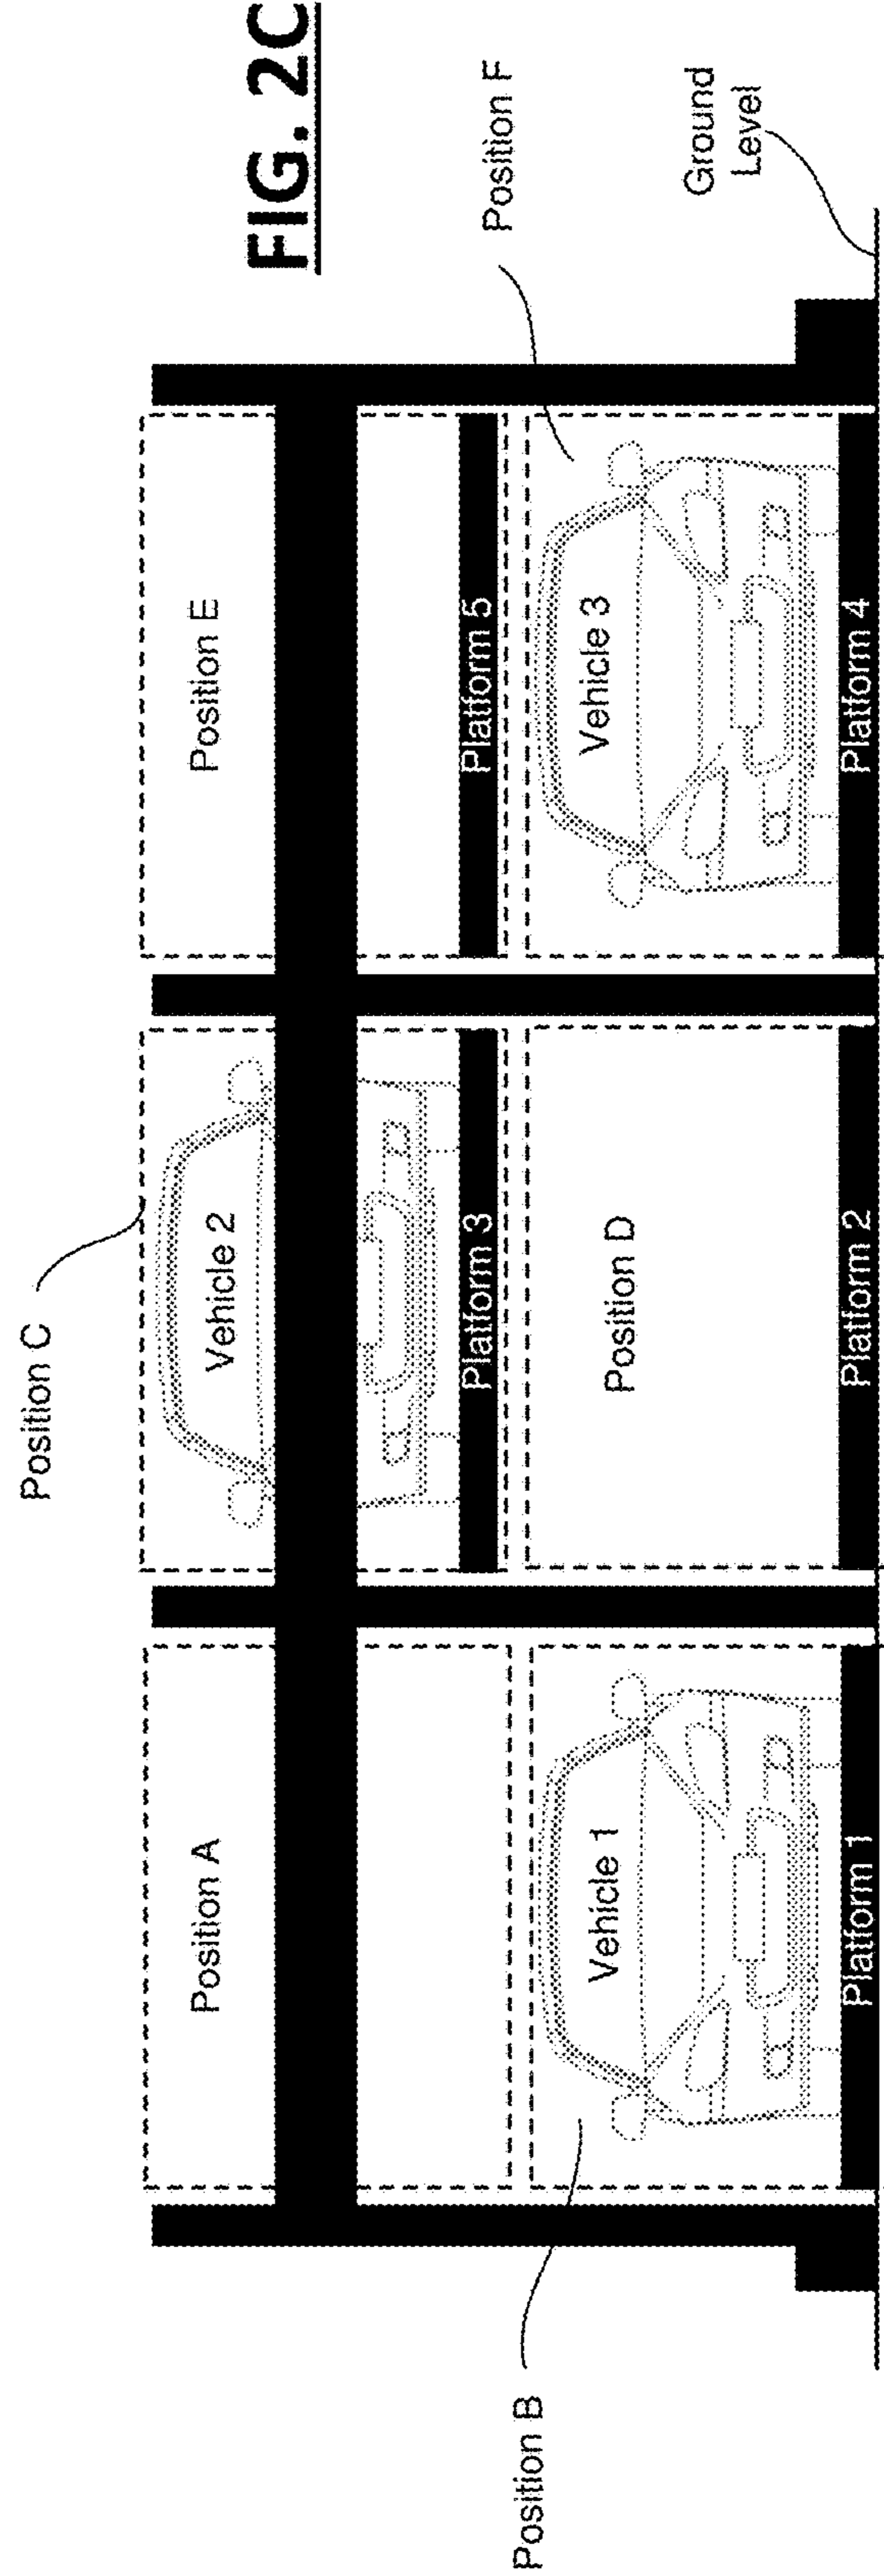 FIG. 2C
Position C
Position A
Vehicle 2
Position E
Platform 3
Platform 5
Position B
Vehicle 1
Position D
Vehicle 3
Position F
Platform 1
Platform 2
Platform 4
Ground
Level